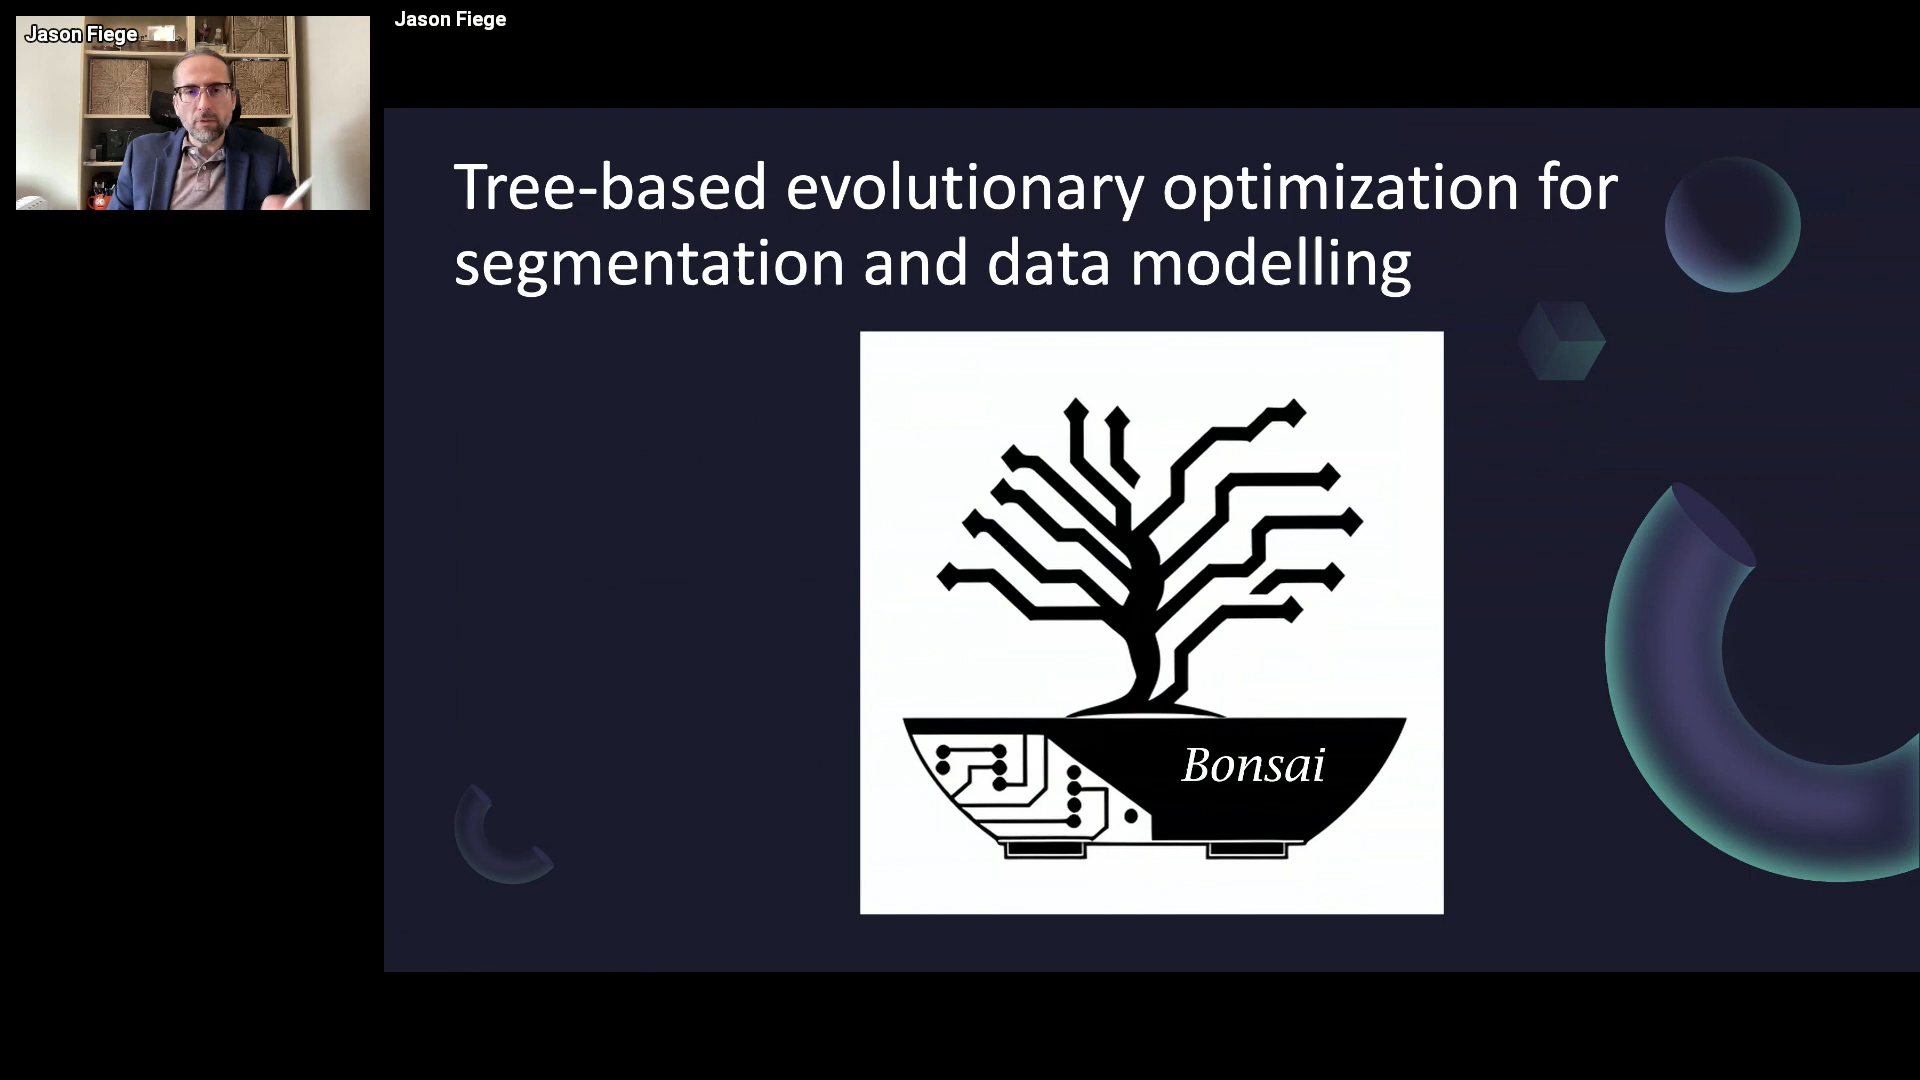 Jason Fiege
Jason Fiege
Tree-based evolutionary optimization for
segmentation and data modelling
Bonsai